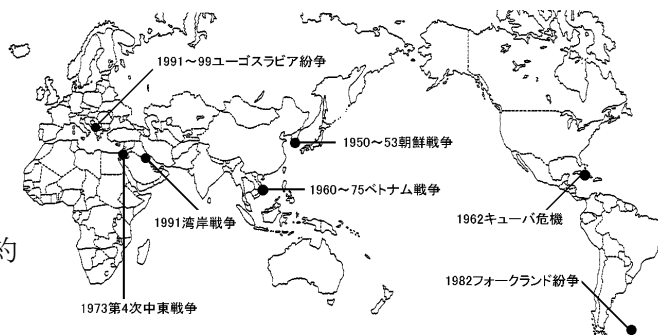 1991～99ユーゴスラビア紛争
1950～53朝鮮戦争
1960～75ベトナム戦争
1991湾岸戦争
1962キューバ危機
約
1982フォークランド紛争
1973第4次中東戦争